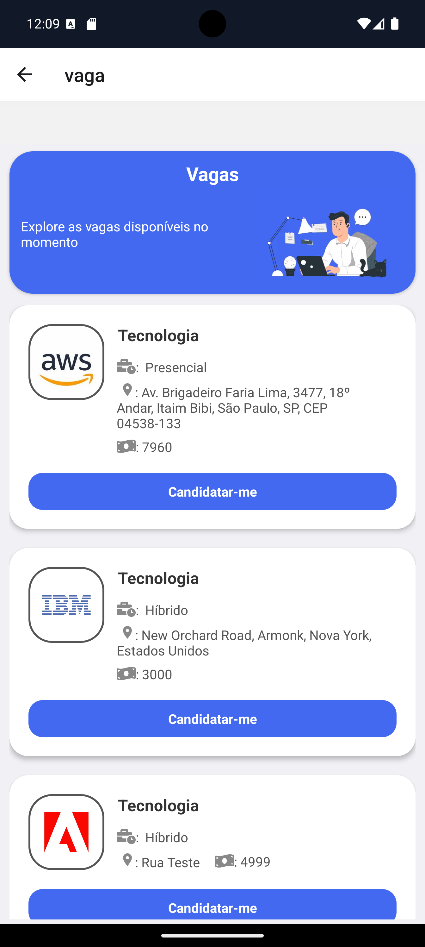 12:09 A
vaga
Vagas
Explore as vagas disponíveis no
momento
aws
Tecnologia
: Presencial
: Av. Brigadeiro Faria Lima, 3477, 18º
Andar, Itaim Bibi, São Paulo, SP, CEP
04538-133
: 7960
Candidatar-me
IBM
Tecnologia
: Híbrido
: New Orchard Road, Armonk, Nova York,
Estados Unidos
: 3000
Candidatar-me
Tecnologia
: Híbrido
: Rua Teste : 4999
Candidatar-me